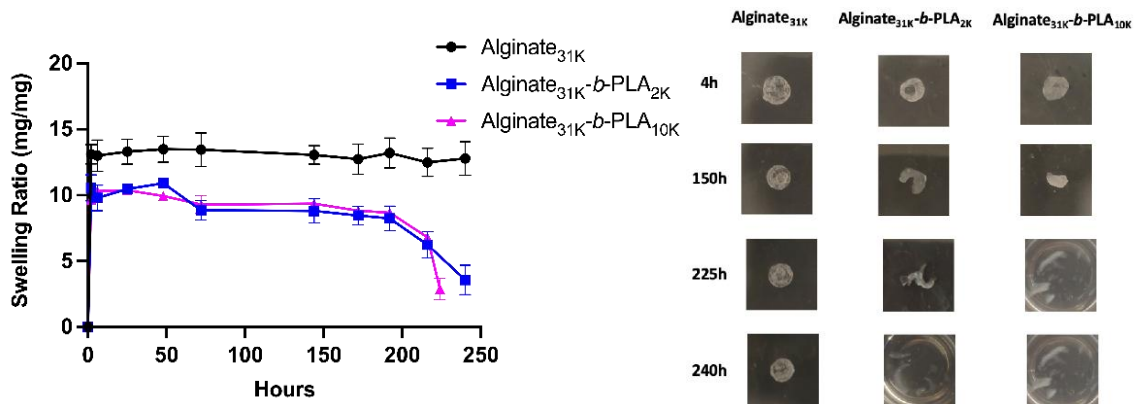 Swelling Ratio (mg/mg)
20
15
10
5
0
0
50
100
150
200
250
Hours
Alginate31K
Alginate31K-b-PLA2K
Alginate31K-b-PLA10K
Alginate31K
Alginate31K-b-PLA2K
Alginate31K-b-PLA10K
4h
150h
225h
240h